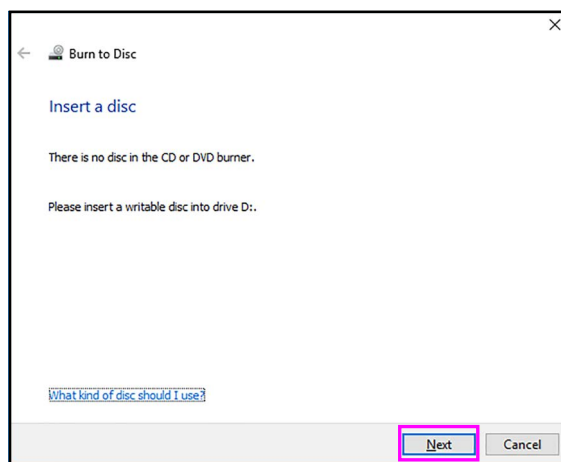 Burn to Disc
Insert a disc
There is no disc in the CD or DVD burner.
Please insert a writable disc into drive D:.
What kind of disc should I use?
Next
Cancel